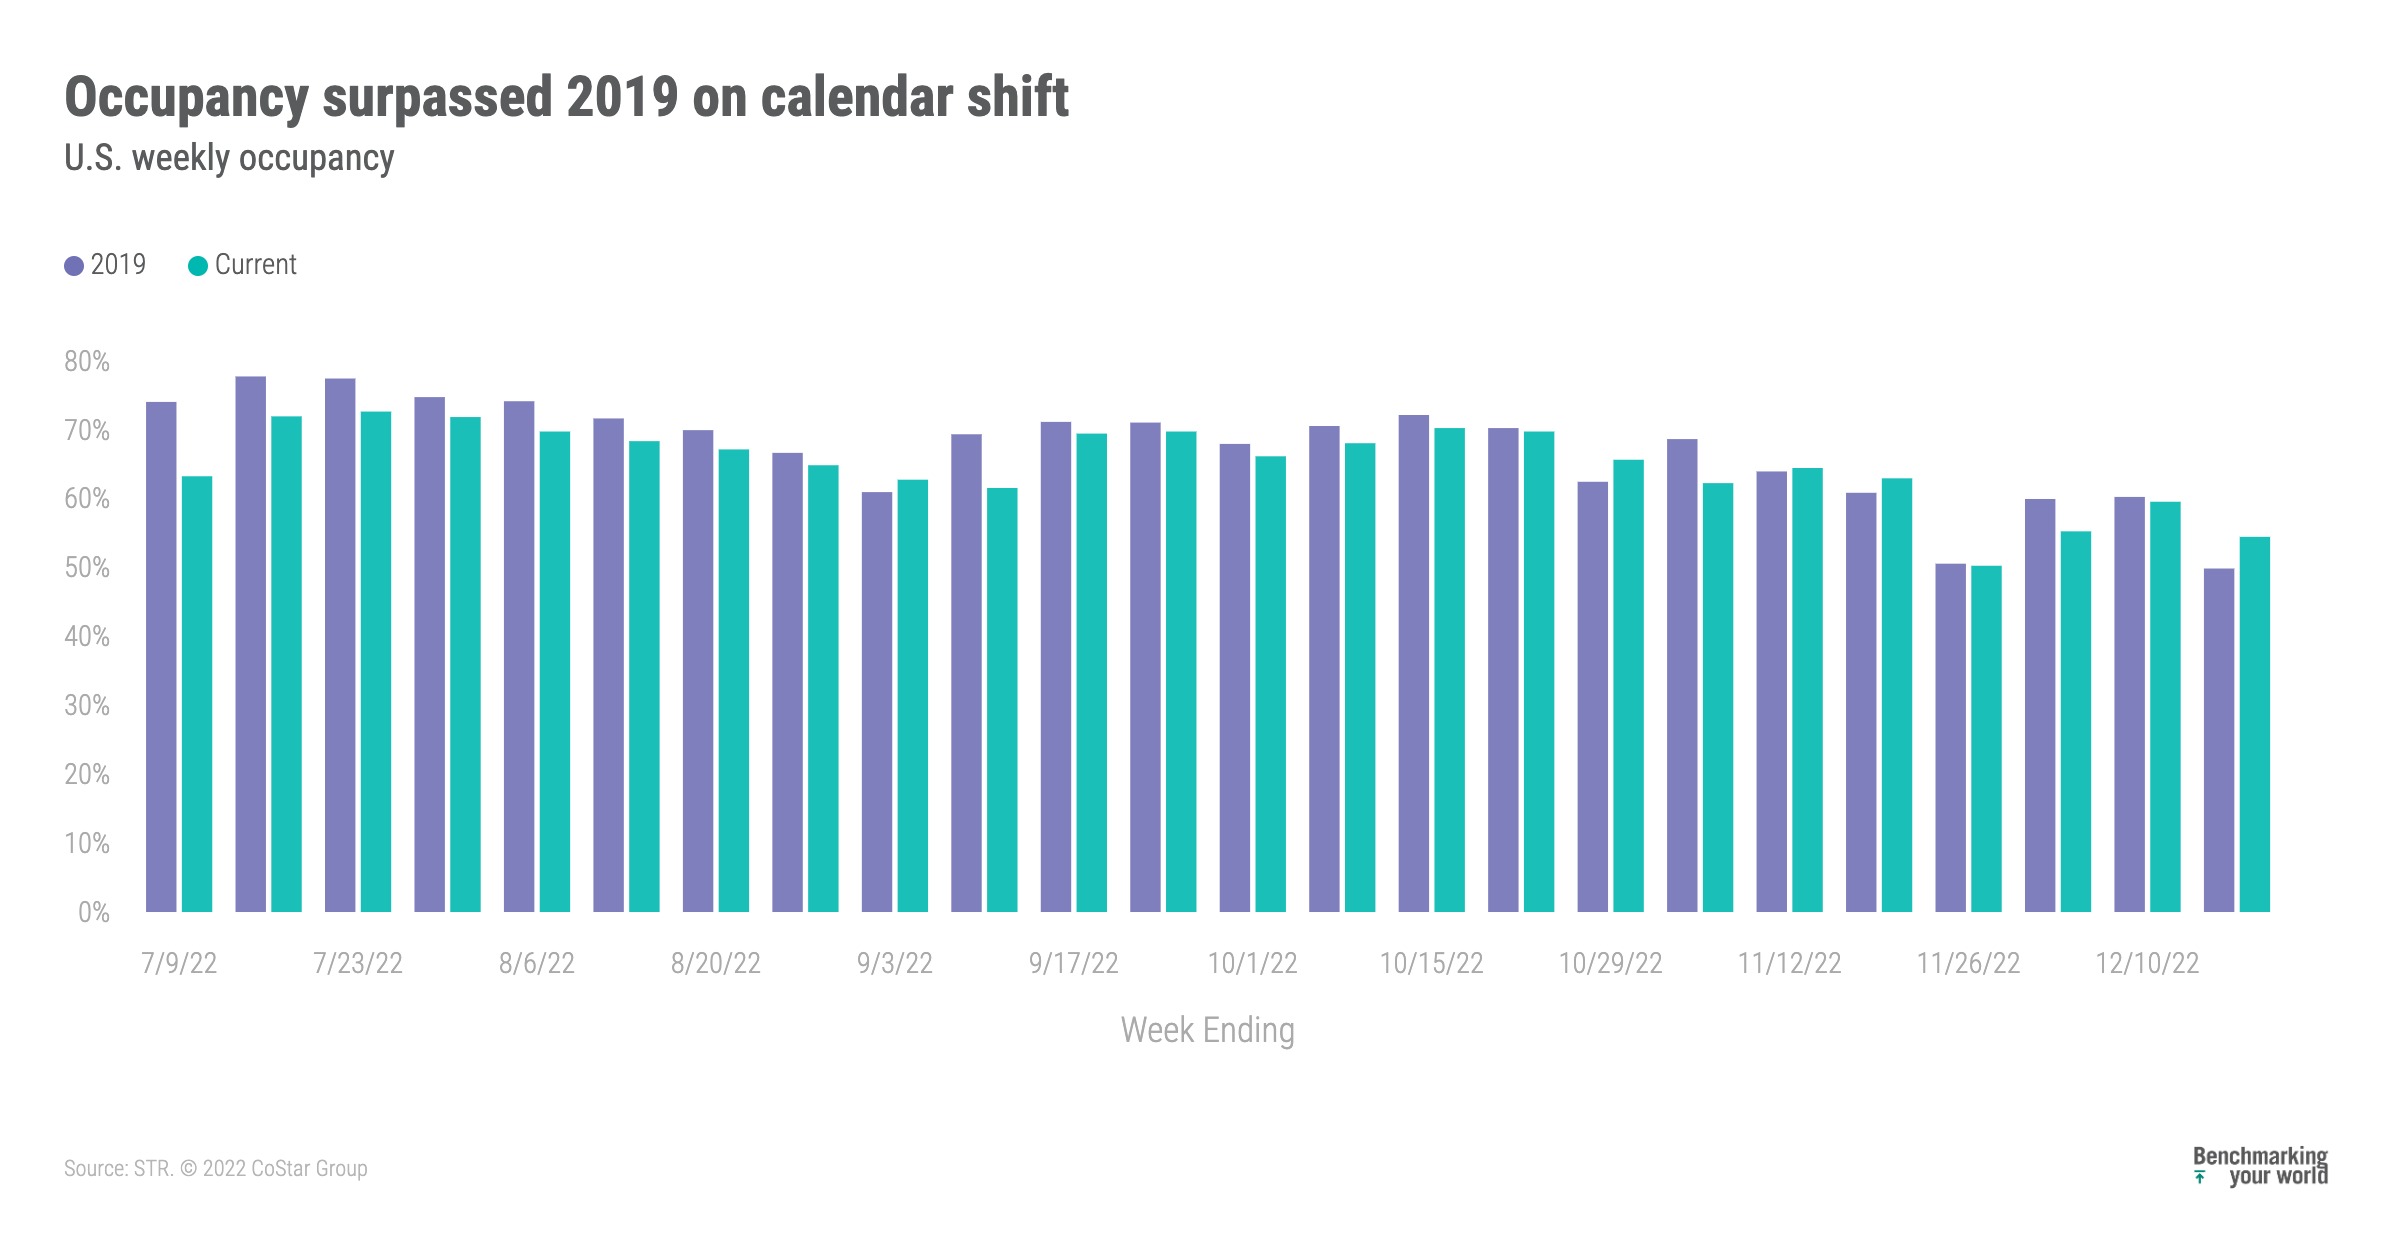 Occupancy surpassed 2019 on calendar shift
U.S. weekly occupancy
2019 Current
80%
70%
60%
50%
40%
30%
20%
10%
0%
7/9/22 7/23/22 8/6/22 8/20/22 9/3/22 9/17/22 10/1/22 10/15/22 10/29/22 11/12/22 11/26/22 12/10/22
Week Ending
Source: STR. © 2022 CoStar Group
Benchmarking
your world